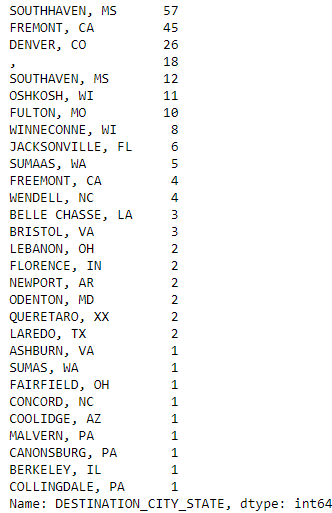 SOUTHHAVEN, MS 57
FREMONT, CA 45
DENVER, CO 26
, 18
SOUTHAVEN, MS 12
OSHKOSH, WI 11
FULTON, MO 10
WINNECONNE, WI 8
JACKSONVILLE, FL 6
SUMAAS, WA 5
FREEMONT, CA 4
WENDELL, NC 4
BELLE CHASSE, LA 3
BRISTOL, VA 3
LEBANON, OH 2
FLORENCE, IN 2
NEWPORT, AR 2
ODENTON, MD 2
QUERETARO, XX 2
LAREDO, TX 2
ASHBURN, VA 1
SUMAS, WA 1
FAIRFIELD, OH 1
CONCORD, NC 1
COOLIDGE, AZ 1
MALVERN, PA 1
CANONSBURG, PA 1
BERKELEY, IL 1
COLLINGDALE, PA 1
Name: DESTINATION_CITY_STATE, dtype: int64